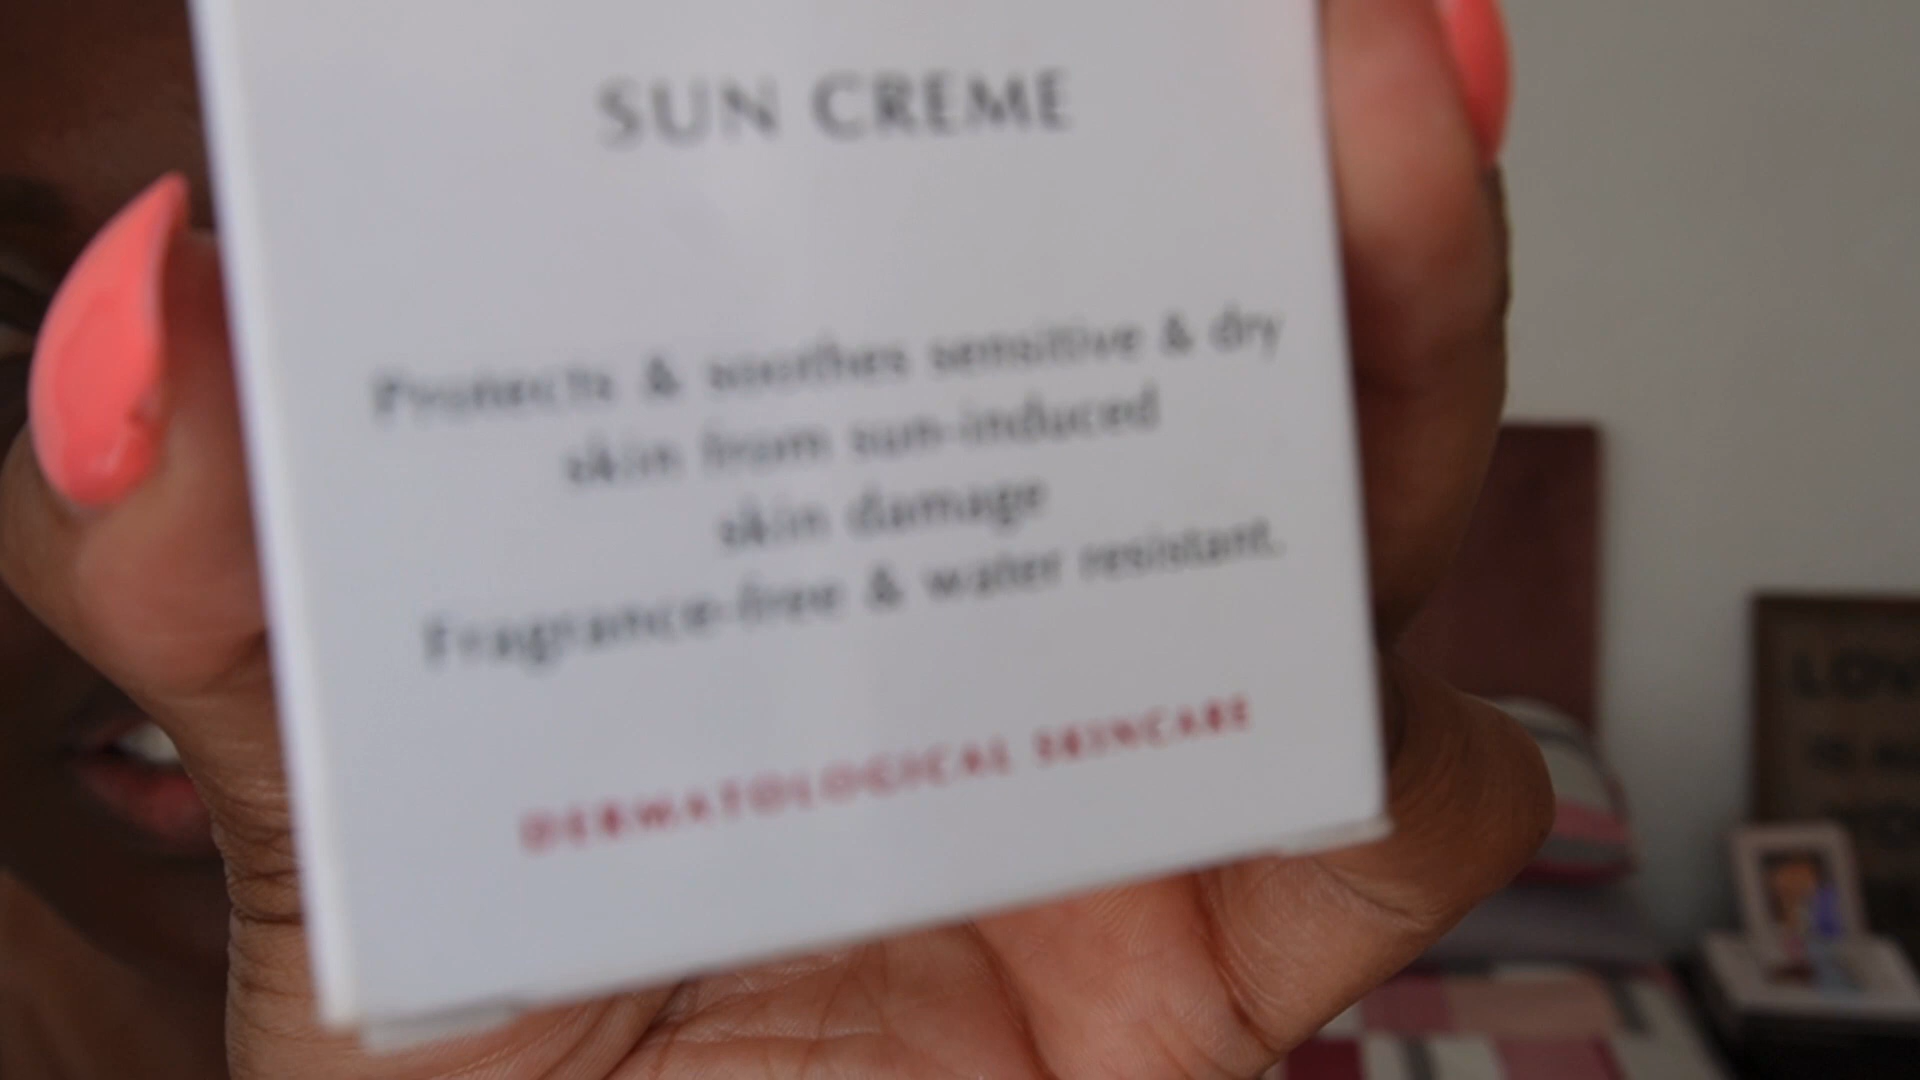 SUN CREME
Protects & soothes sensitive & dry
skin from sun-induced
skin damage
Fragrance-free & water resistant.
DERMATOLOGICAL SKINCARE